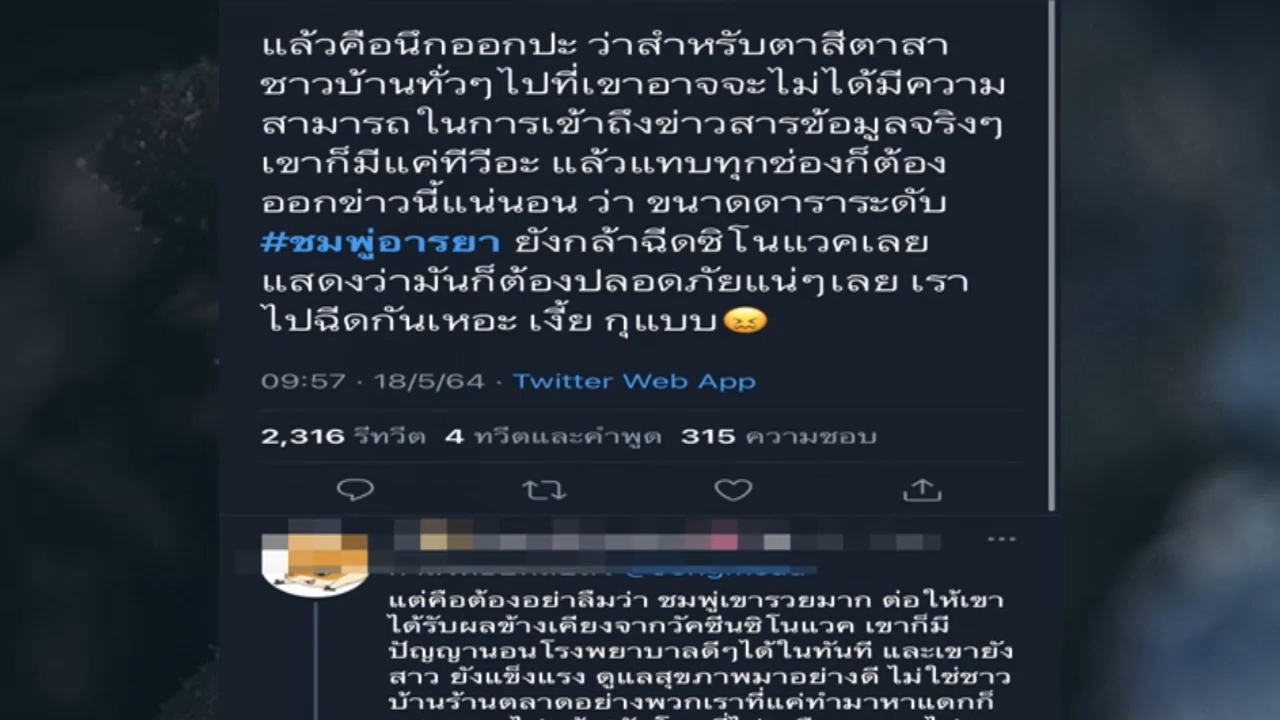 แล้วคือนึกออกปะ ว่าสำหรับตาสีตาสา
ชาวบ้านทั่วๆไปที่เขาอาจจะไม่ได้มีความ
สามารถในการเข้าถึงข่าวสารข้อมูลจริงๆ
เขาก็มีแค่ทีวีอะ แล้วแทบทุกช่องก็ต้อง
ออกข่าวนี้แน่นอน ว่า ขนาดดาราระดับ
#ชมพู่อารยา ยังกล้าฉีดซิโนแวคเลย
แสดงว่ามันก็ต้องปลอดภัยแน่ๆเลย เรา
ไปฉีดกันเหอะ เงี้ย กุแบบ😖
09:57 · 18/5/64 · Twitter Web App
2,316 รีทวีต 4 ทวีตและคำพูด 315 ความชอบ
แต่คือต้องอย่าลืมว่า ชมพู่เขารวยมาก ต่อให้เขา
ได้รับผลข้างเคียงจากวัคซีนซิโนแวค เขาก็มี
ปัญญานอนโรงพยาบาลดีๆได้ในทันที และเขายัง
สาว ยังแข็งแรง ดูแลสุขภาพมาอย่างดี ไม่ใช่ชาว
บ้านร้านตลาดอย่างพวกเราที่แค่ทำมาหาแดกก็